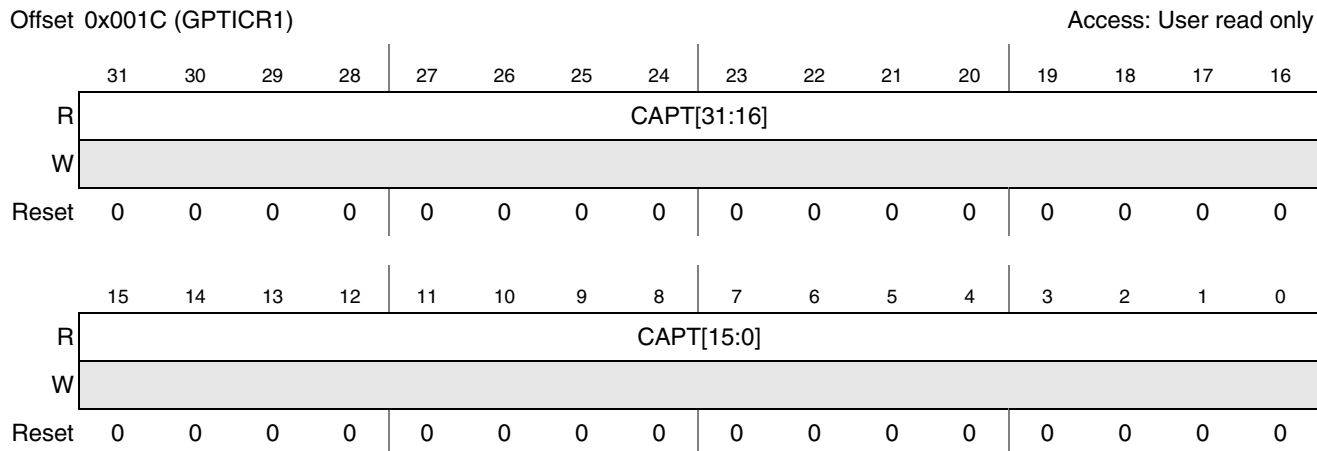 Offset 0x001C (GPTICR1) Access: User read only
31 30 29 28 27 26 25 24 23 22 21 20 19 18 17 16
R CAPT[31:16]
W
Reset 0 0 0 0 0 0 0 0 0 0 0 0 0 0 0 0
15 14 13 12 11 10 9 8 7 6 5 4 3 2 1 0
R CAPT[15:0]
W
Reset 0 0 0 0 0 0 0 0 0 0 0 0 0 0 0 0